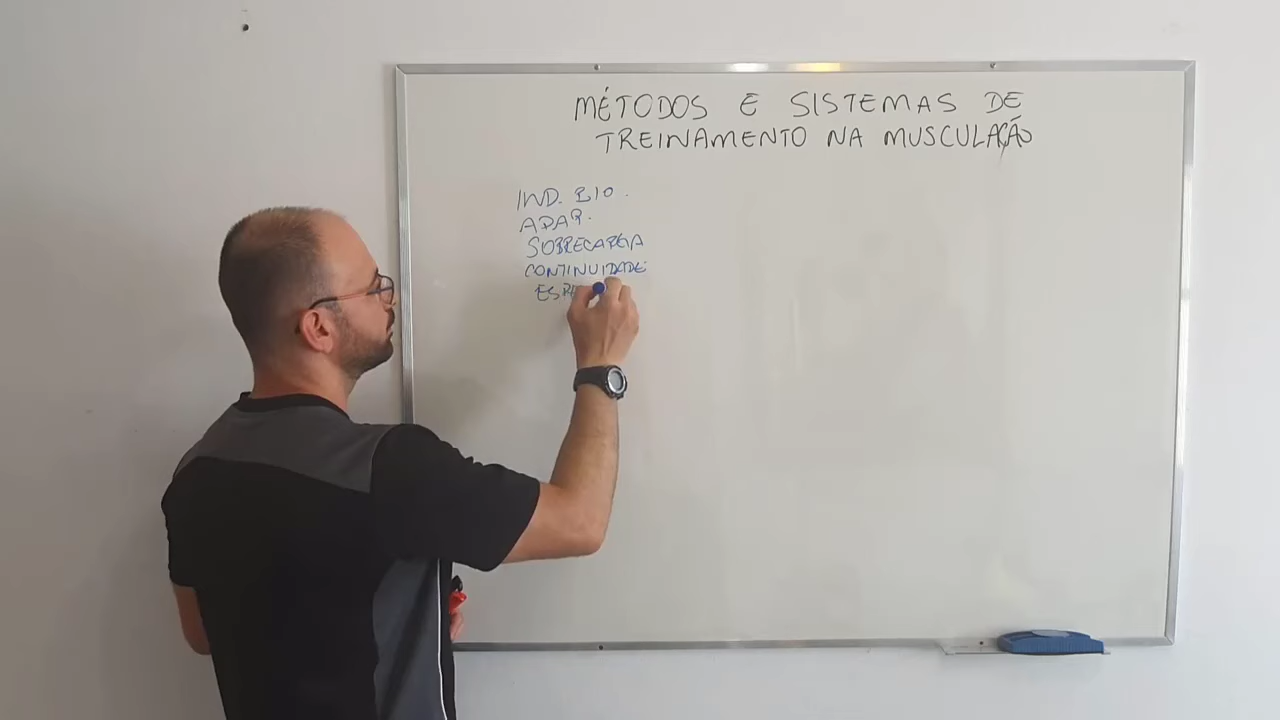 MÉTODOS E SISTEMAS DE
TREINAMENTO NA MUSCULAÇÃO
IND. BIO.
ADAP.
SOBRECARGA
CONTINUIDADE